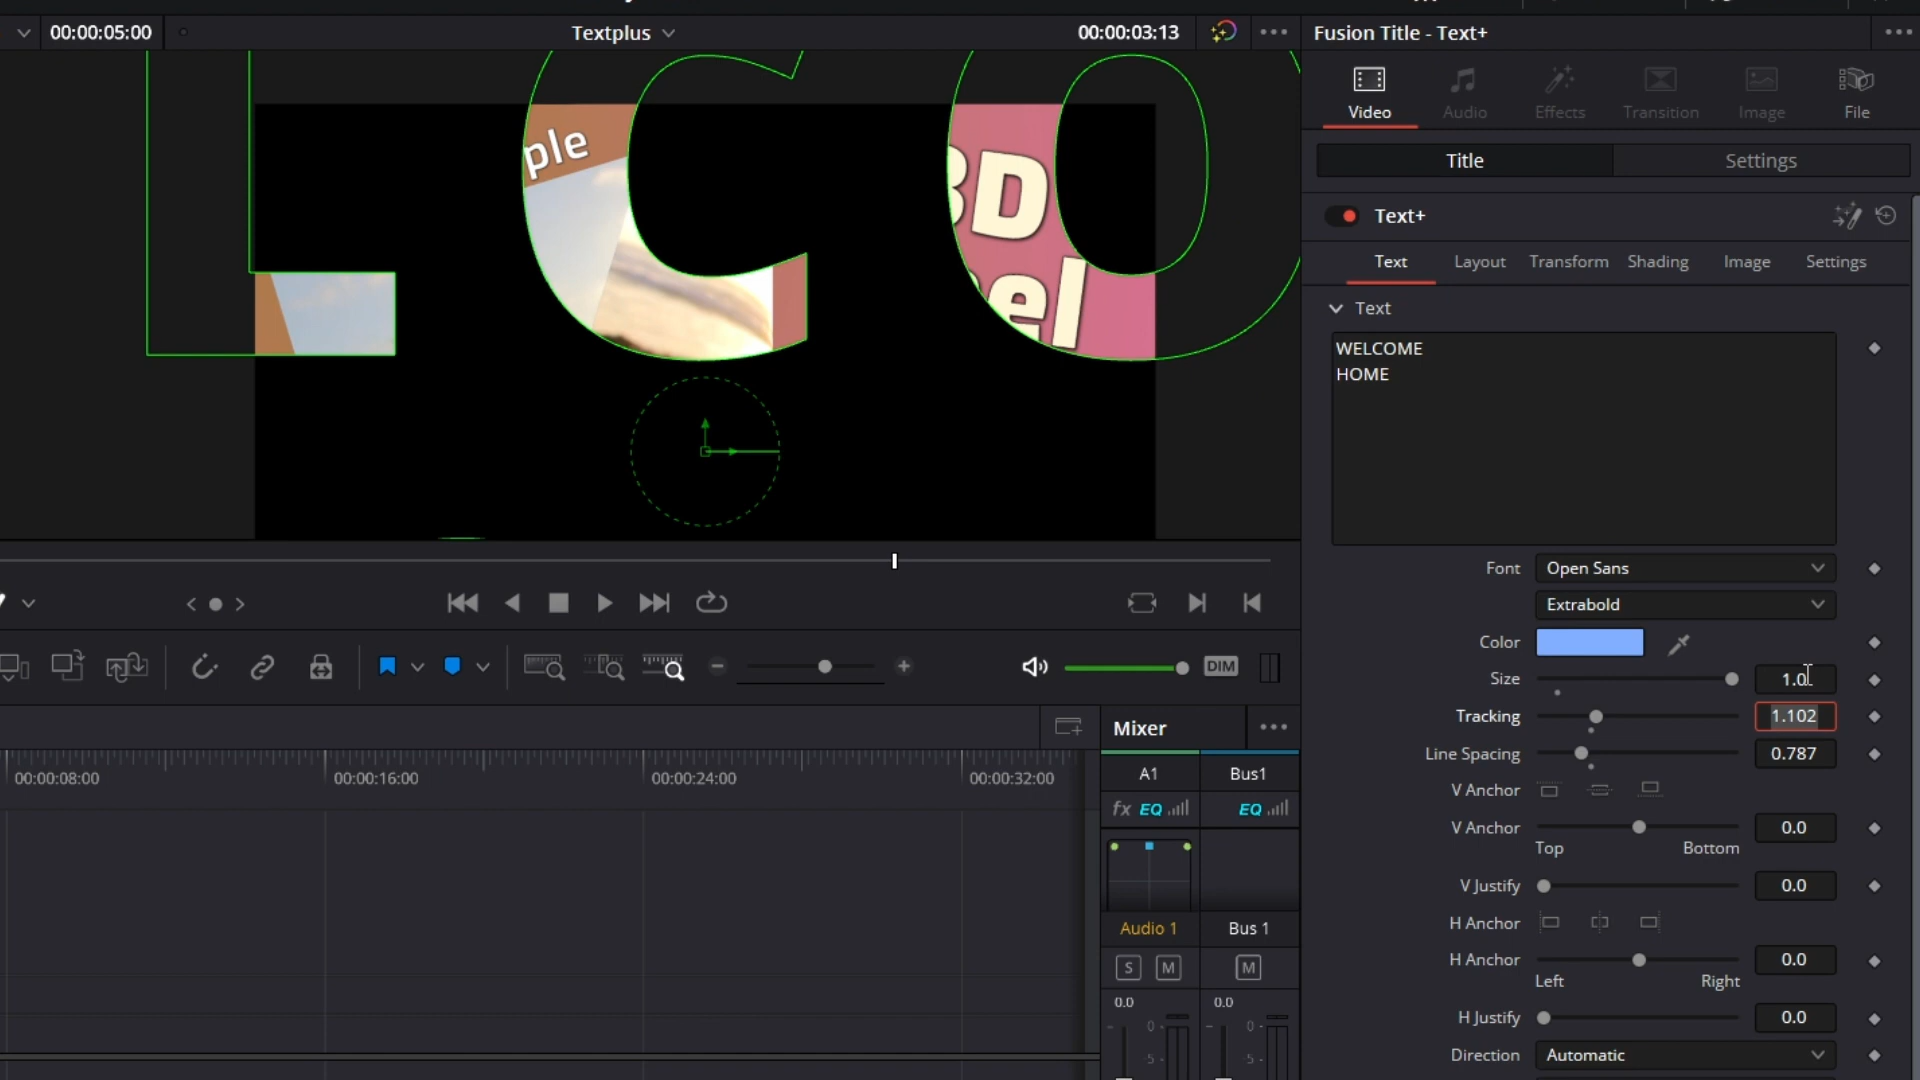 00:00:05:00
Textplus
00:00:03:13
Fusion Title - Text+
Video
Audio
Effects
Transition
Image
File
Title
Settings
Text+
Text
Layout
Transform
Shading
Image
Settings
Text
WELCOME
HOME
L C O
ple
3D
el
Font
Open Sans
Extrabold
Color
Size
1.0
Tracking
1.102
Line Spacing
0.787
V Anchor
V Anchor
0.0
Top
Bottom
V Justify
0.0
H Anchor
H Anchor
0.0
Left
Right
H Justify
0.0
Direction
Automatic
DIM
Mixer
00:00:08:00
00:00:16:00
00:00:24:00
00:00:32:00
A1
Bus1
fx EQ
EQ
Audio 1
Bus 1
S M
M
0.0
0.0
0-
0-
5-
5-